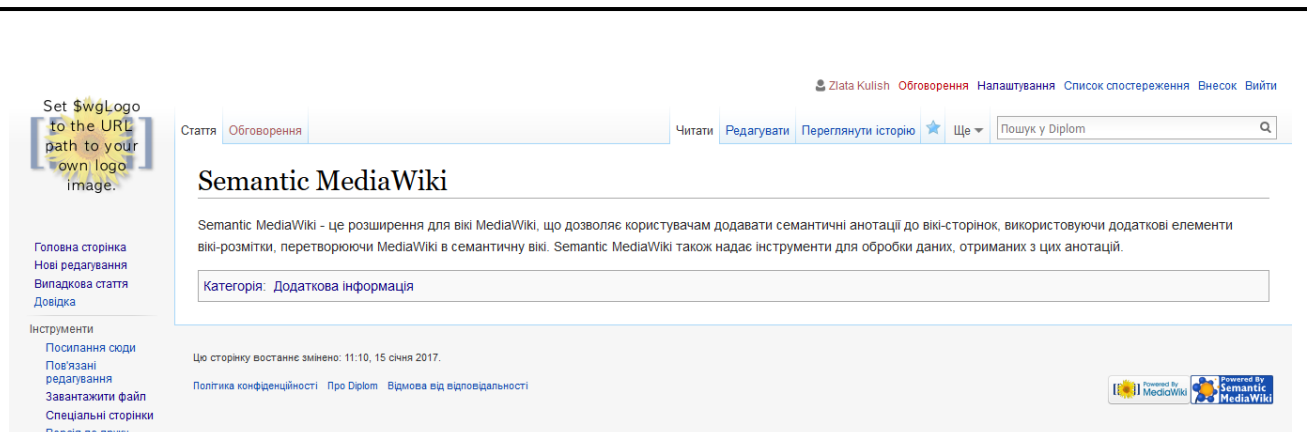 Zlata Kulish Обговорення Налаштування Список спостереження Внесок Вийти
Set $wgLogo
to the URL
path to your
own logo
image.
Стаття Обговорення Читати Редагувати Переглянути історію Ще Пошук у Diplom
Semantic MediaWiki
Semantic MediaWiki - це розширення для вікі MediaWiki, що дозволяє користувачам додавати семантичні анотації до вікі-сторінок, використовуючи додаткові елементи
вікі-розмітки, перетворюючи MediaWiki в семантичну вікі. Semantic MediaWiki також надає інструменти для обробки даних, отриманих з цих анотацій.
Категорія: Додаткова інформація
Головна сторінка
Нові редагування
Випадкова стаття
Довідка
Інструменти
Посилання сюди
Пов'язані
редагування
Завантажити файл
Спеціальні сторінки
Версія до друку
Цю сторінку востаннє змінено: 11:10, 15 січня 2017.
Політика конфіденційності Про Diplom Відмова від відповідальності
Powered By
MediaWiki
Powered By
Semantic
MediaWiki